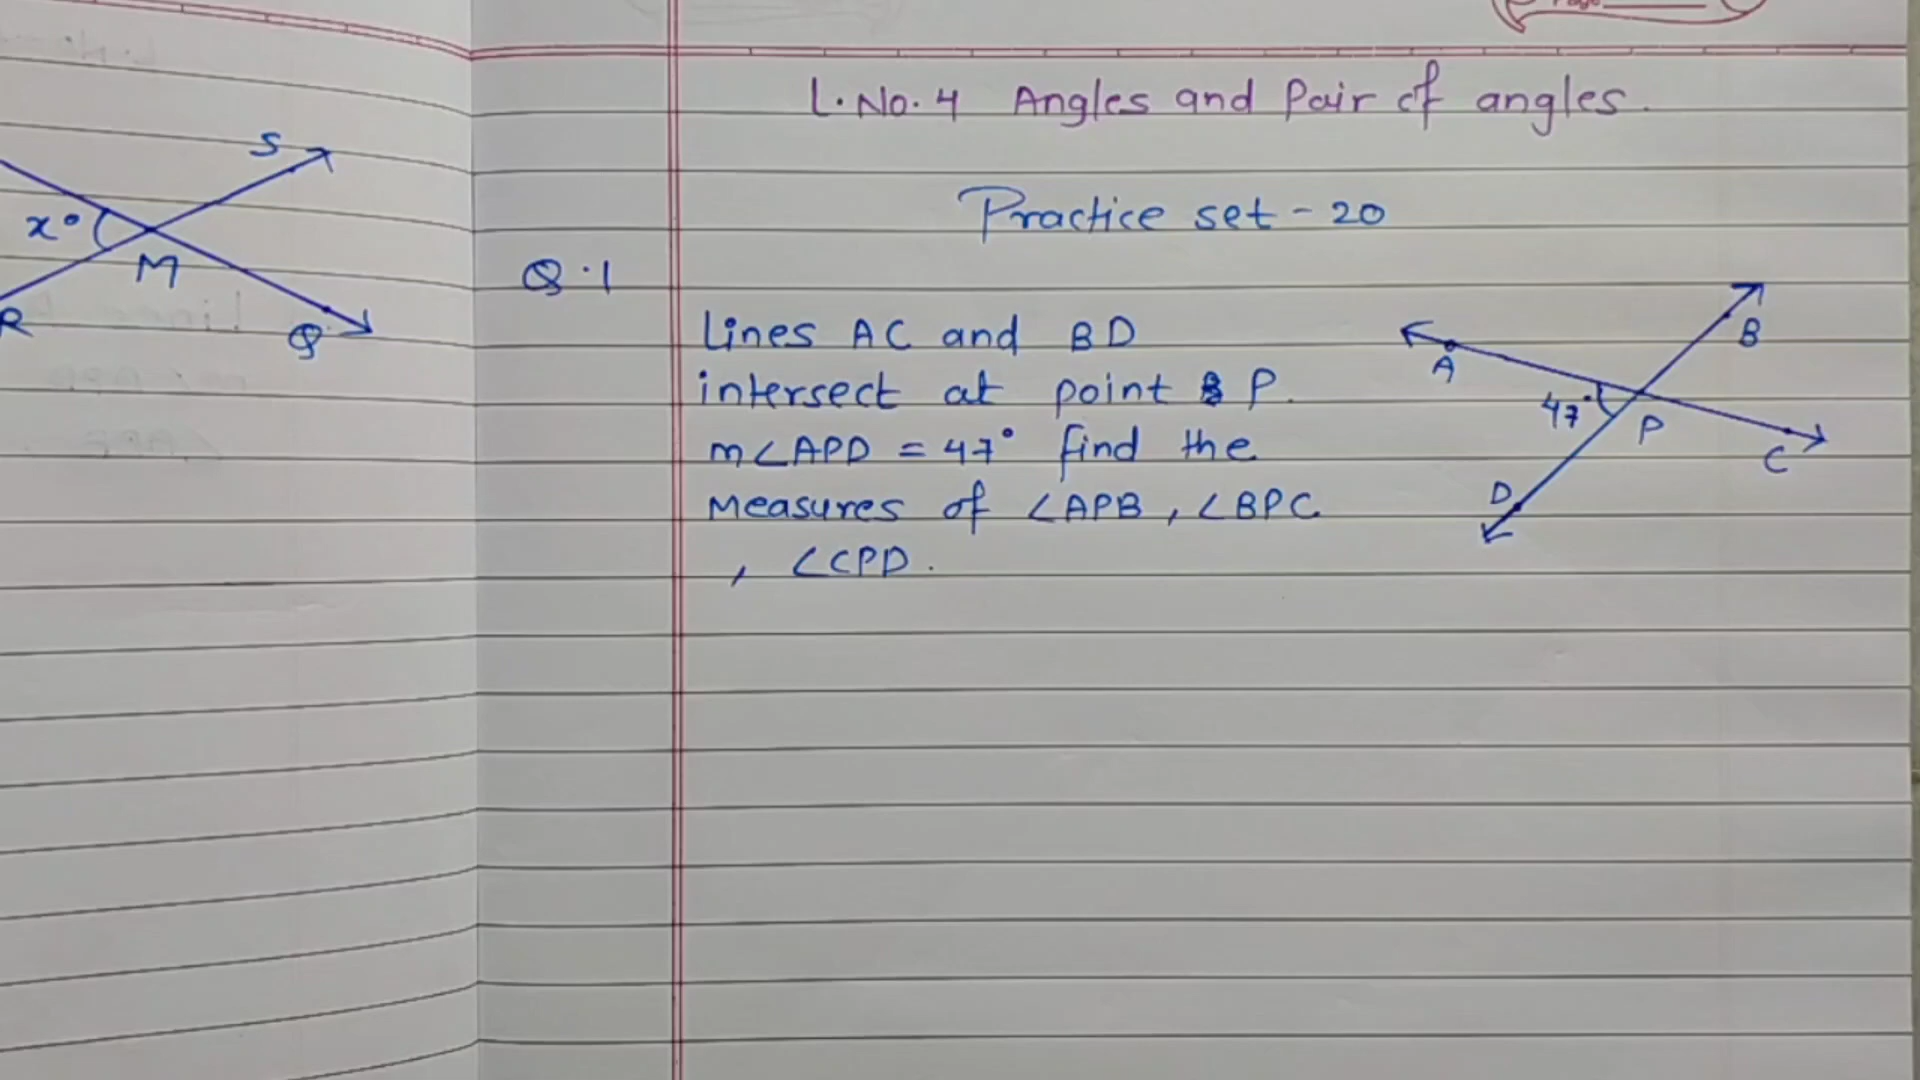 S
x°
M
R
Q
L.No.4 Angles and Pair of angles.
Practice set - 20
Q.1
Lines AC and BD
intersect at point P.
m∠APD = 47° find the
Measures of ∠APB, ∠BPC
, ∠CPD.
A
B
47°
P
C
D